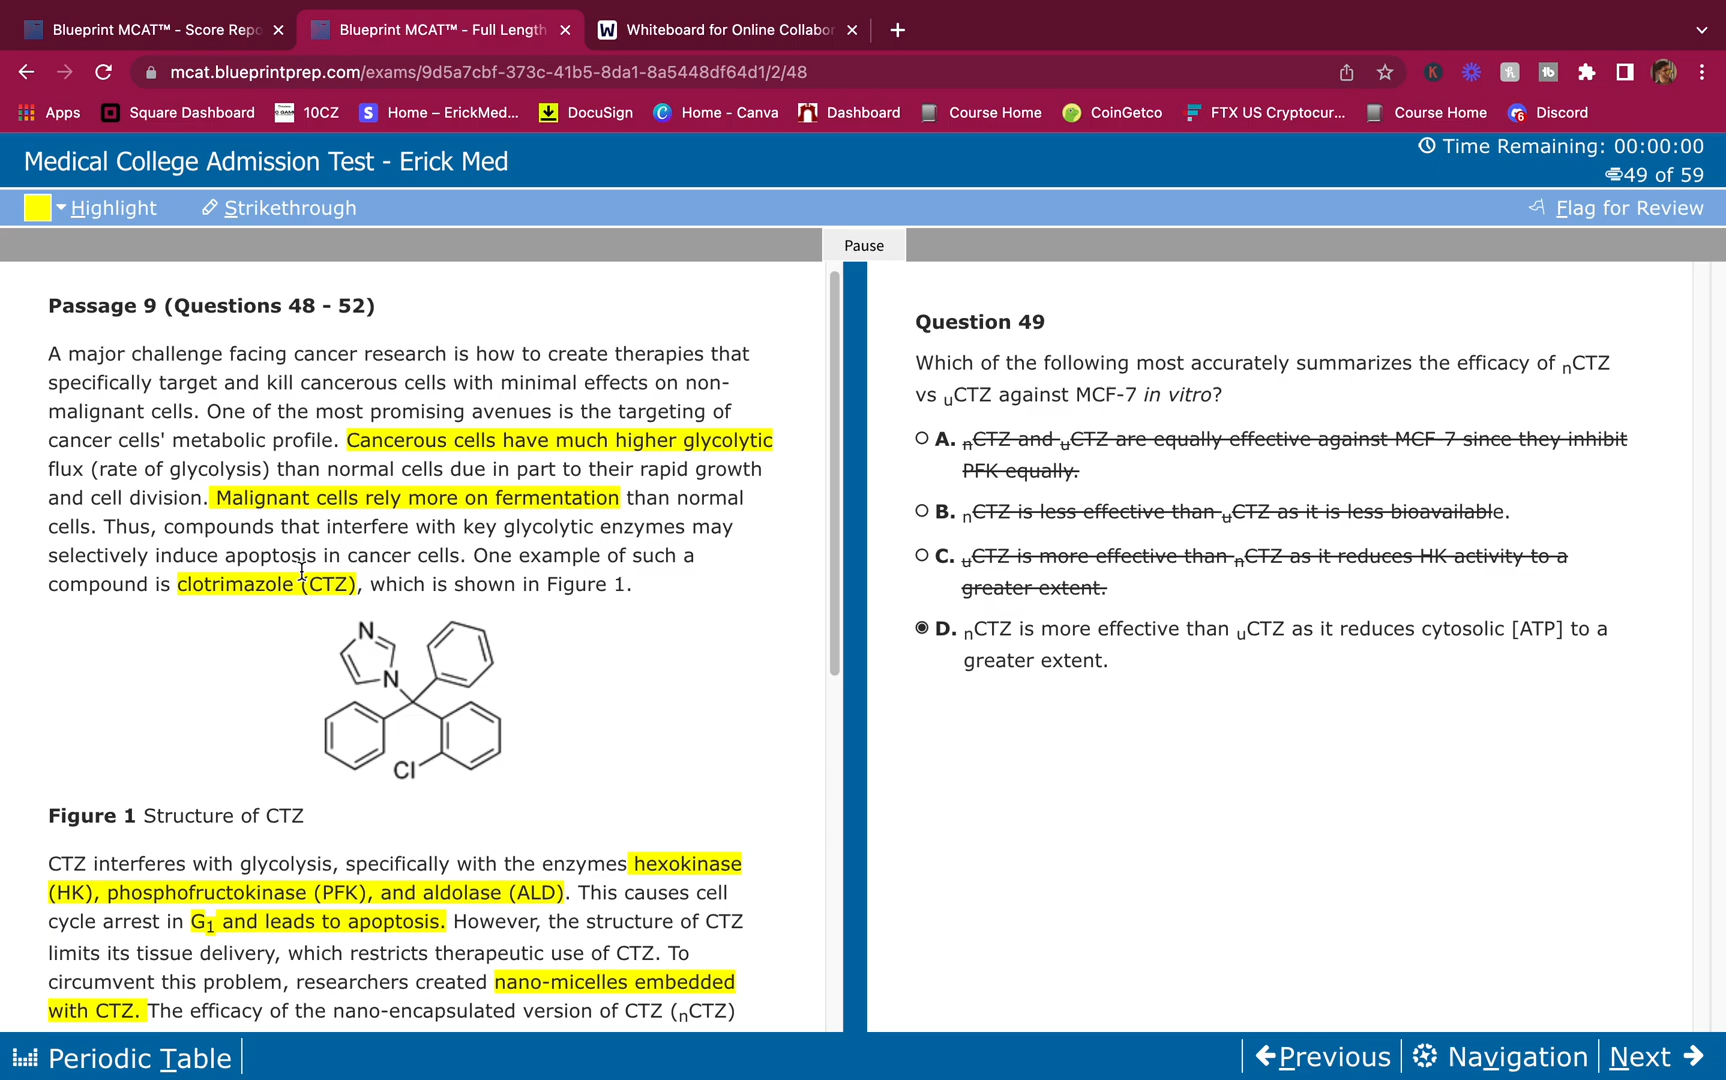 Blueprint MCAT™ - Score Repo
Blueprint MCAT™ - Full Length
W Whiteboard for Online Collabor
mcat.blueprintprep.com/exams/9d5a7cbf-373c-41b5-8da1-8a5448df64d1/2/48
Apps Square Dashboard 10CZ Home – ErickMed... DocuSign Home - Canva Dashboard Course Home CoinGetco FTX US Cryptocur... Course Home Discord
Medical College Admission Test - Erick Med
Time Remaining: 00:00:00
49 of 59
Highlight Strikethrough Flag for Review
Pause
Passage 9 (Questions 48 - 52)
A major challenge facing cancer research is how to create therapies that
specifically target and kill cancerous cells with minimal effects on non-
malignant cells. One of the most promising avenues is the targeting of
cancer cells' metabolic profile. Cancerous cells have much higher glycolytic
flux (rate of glycolysis) than normal cells due in part to their rapid growth
and cell division. Malignant cells rely more on fermentation than normal
cells. Thus, compounds that interfere with key glycolytic enzymes may
selectively induce apoptosis in cancer cells. One example of such a
compound is clotrimazole (CTZ), which is shown in Figure 1.
N
N
Cl
Figure 1 Structure of CTZ
CTZ interferes with glycolysis, specifically with the enzymes hexokinase
(HK), phosphofructokinase (PFK), and aldolase (ALD). This causes cell
cycle arrest in G1 and leads to apoptosis. However, the structure of CTZ
limits its tissue delivery, which restricts therapeutic use of CTZ. To
circumvent this problem, researchers created nano-micelles embedded
with CTZ. The efficacy of the nano-encapsulated version of CTZ (nCTZ)
Question 49
Which of the following most accurately summarizes the efficacy of nCTZ
vs uCTZ against MCF-7 in vitro?
A. nCTZ and uCTZ are equally effective against MCF-7 since they inhibit
PFK equally.
B. nCTZ is less effective than uCTZ as it is less bioavailable.
C. uCTZ is more effective than nCTZ as it reduces HK activity to a
greater extent.
D. nCTZ is more effective than uCTZ as it reduces cytosolic [ATP] to a
greater extent.
Periodic Table
Previous Navigation Next